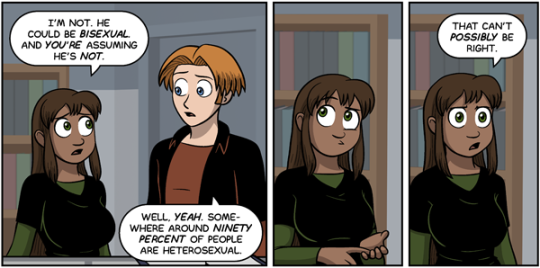 I'M NOT. HE
COULD BE BISEXUAL.
AND YOU'RE ASSUMING
HE'S NOT.
WELL, YEAH. SOME-
WHERE AROUND NINETY
PERCENT OF PEOPLE
ARE HETEROSEXUAL.
THAT CAN'T
POSSIBLY BE
RIGHT.